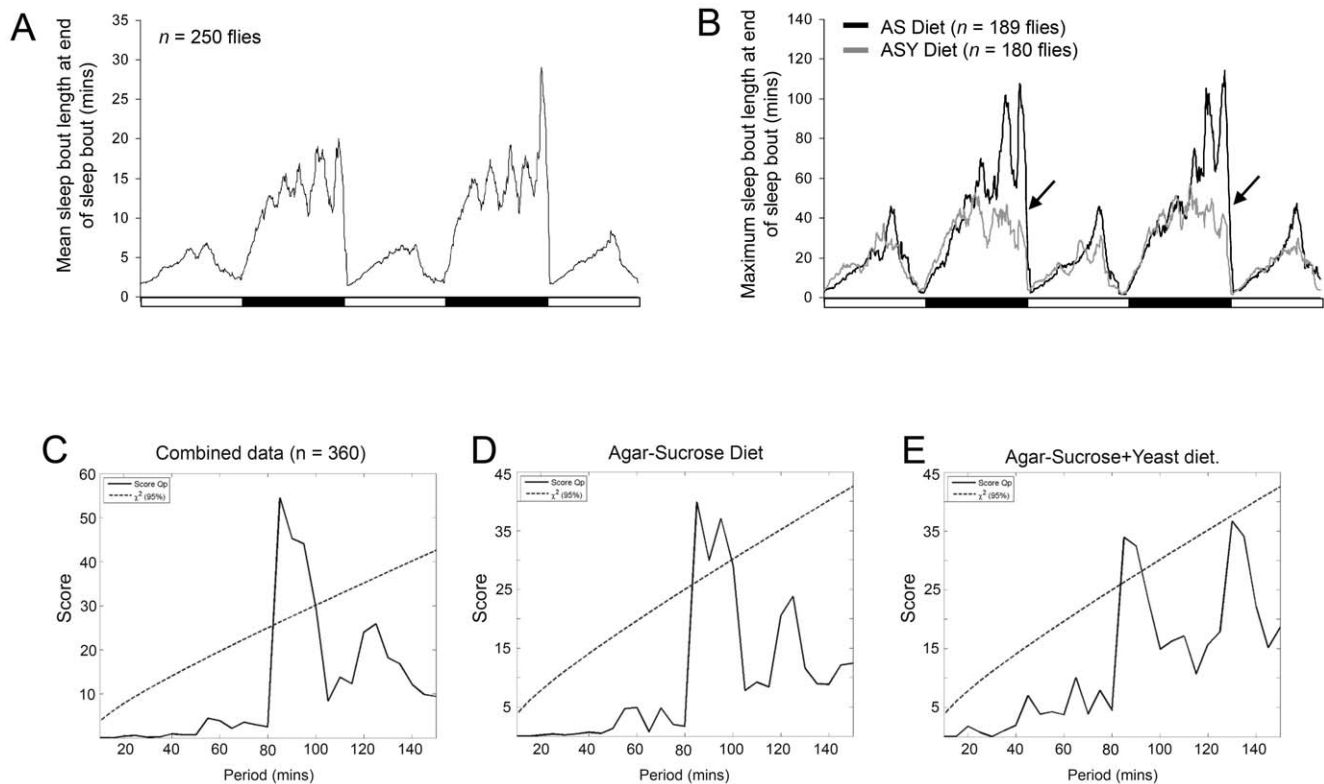 A
Mean sleep bout length at end
of sleep bout (mins)
n = 250 flies
35
30
25
20
15
10
5
0
B
Maximum sleep bout length at end
of sleep bout (mins)
AS Diet (n = 189 flies)
ASY Diet (n = 180 flies)
140
120
100
80
60
40
20
0
C
Combined data (n = 360)
Score Qp
χ² (95%)
Score
60
50
40
30
20
10
20 40 60 80 100 120 140
Period (mins)
D
Agar-Sucrose Diet
Score Qp
χ² (95%)
Score
45
35
25
15
5
20 40 60 80 100 120 140
Period (mins)
E
Agar-Sucrose+Yeast diet.
Score Qp
χ² (95%)
Score
45
35
25
15
5
20 40 60 80 100 120 140
Period (mins)